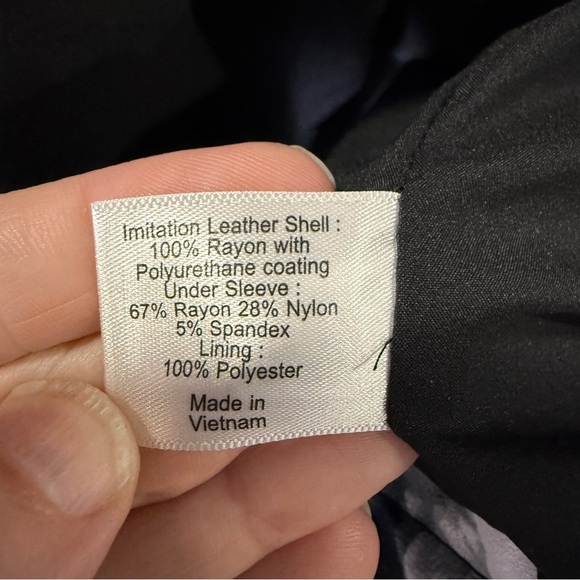 Imitation Leather Shell :
100% Rayon with
Polyurethane coating
Under Sleeve :
67% Rayon 28% Nylon
5% Spandex
Lining :
100% Polyester
Made in
Vietnam